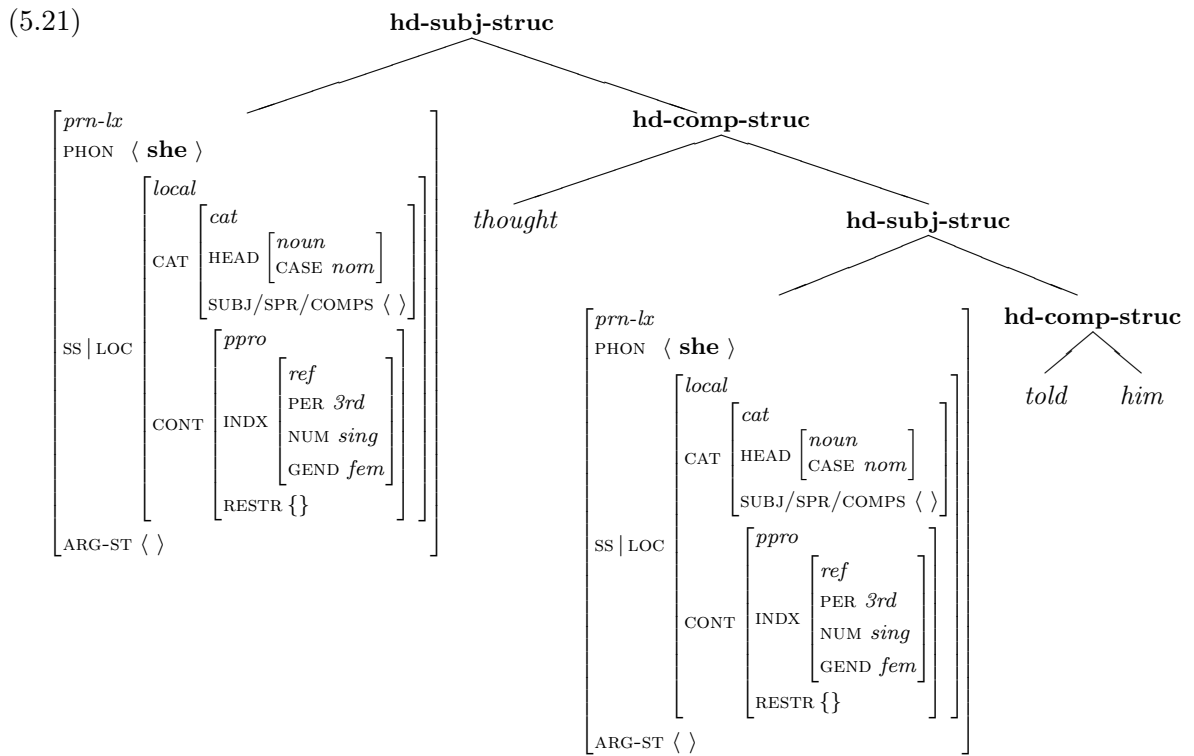 (5.21)
hd-subj-struc
prn-lx
PHON ⟨ she ⟩
SS | LOC
local
CAT
cat
HEAD
noun
CASE nom
SUBJ/SPR/COMPS ⟨ ⟩
CONT
ppro
INDX
ref
PER 3rd
NUM sing
GEND fem
RESTR {}
ARG-ST ⟨ ⟩
hd-comp-struc
thought
hd-subj-struc
prn-lx
PHON ⟨ she ⟩
SS | LOC
local
CAT
cat
HEAD
noun
CASE nom
SUBJ/SPR/COMPS ⟨ ⟩
CONT
ppro
INDX
ref
PER 3rd
NUM sing
GEND fem
RESTR {}
ARG-ST ⟨ ⟩
hd-comp-struc
told him